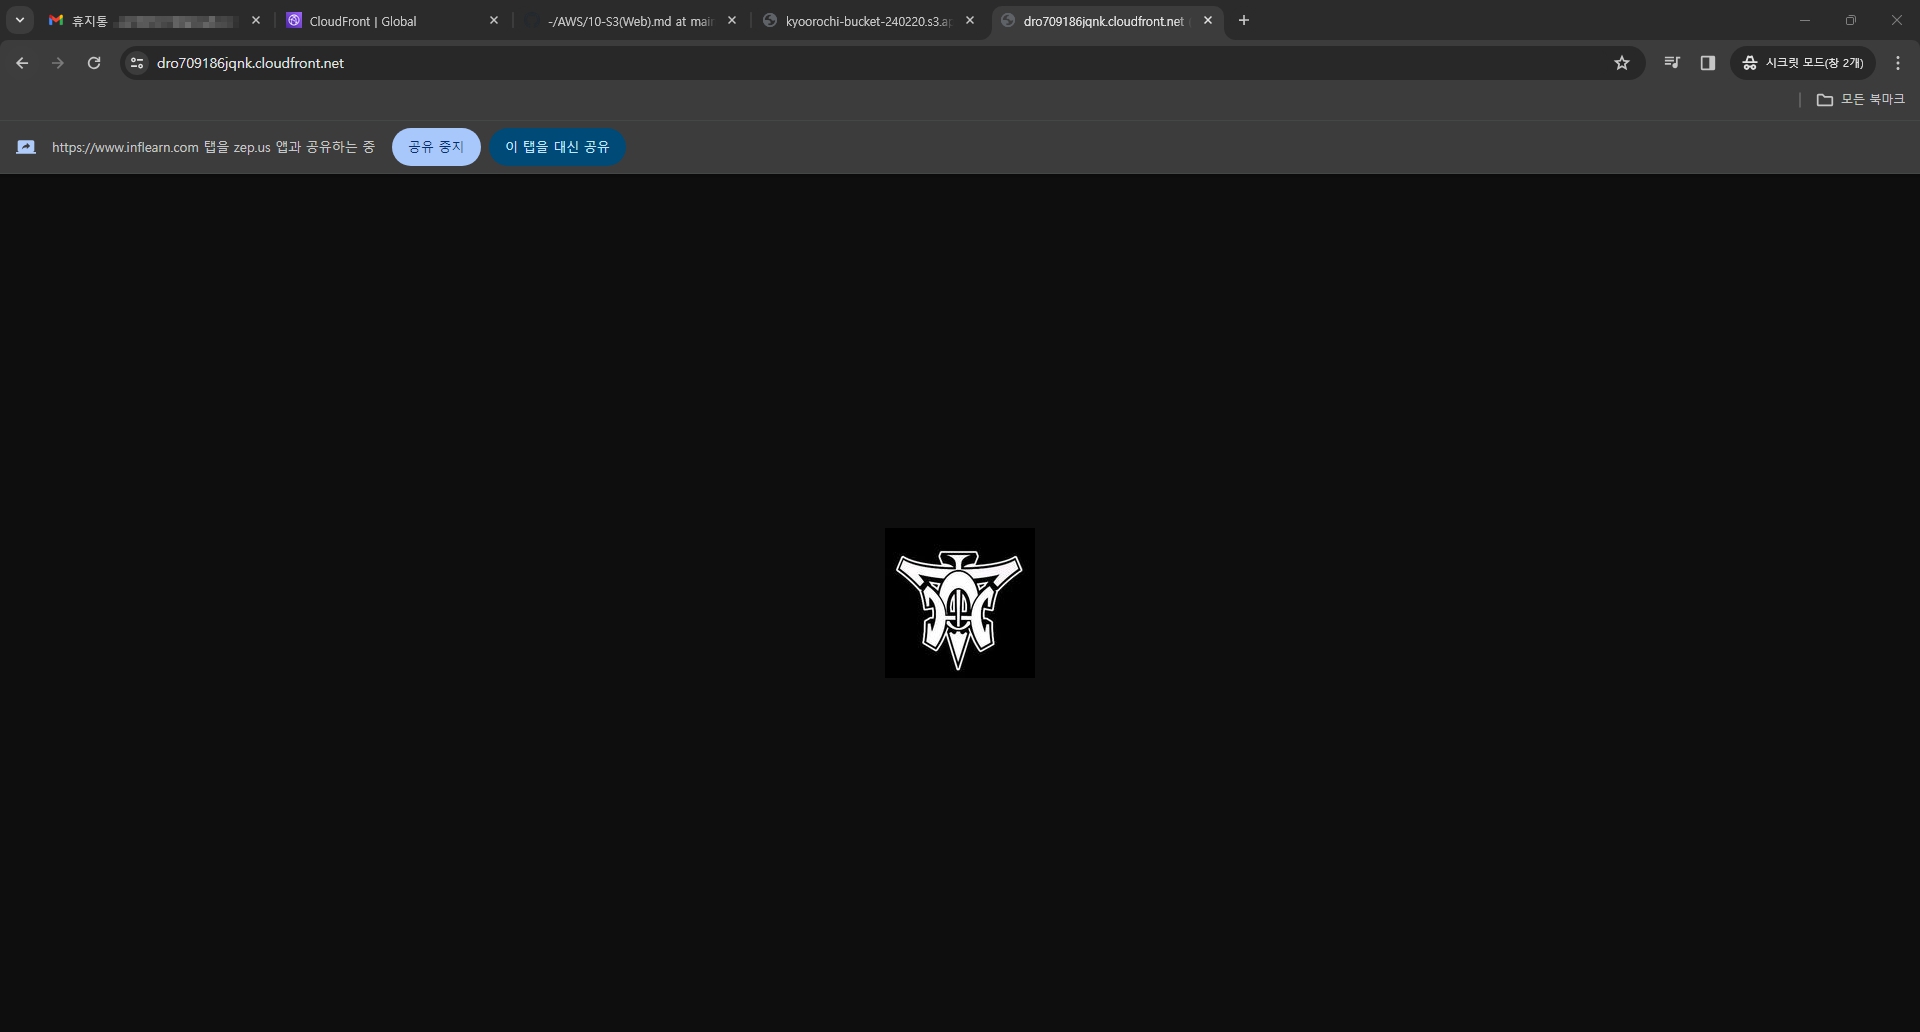 휴지통
CloudFront | Global
-/AWS/10-S3(Web).md at mai
kyoorochi-bucket-240220.s3.a
dro709186jqnk.cloudfront.net
dro709186jqnk.cloudfront.net
시크릿 모드(창 2개)
모든 북마크
https://www.inflearn.com 탭을 zep.us 앱과 공유하는 중
공유 중지
이 탭을 대신 공유